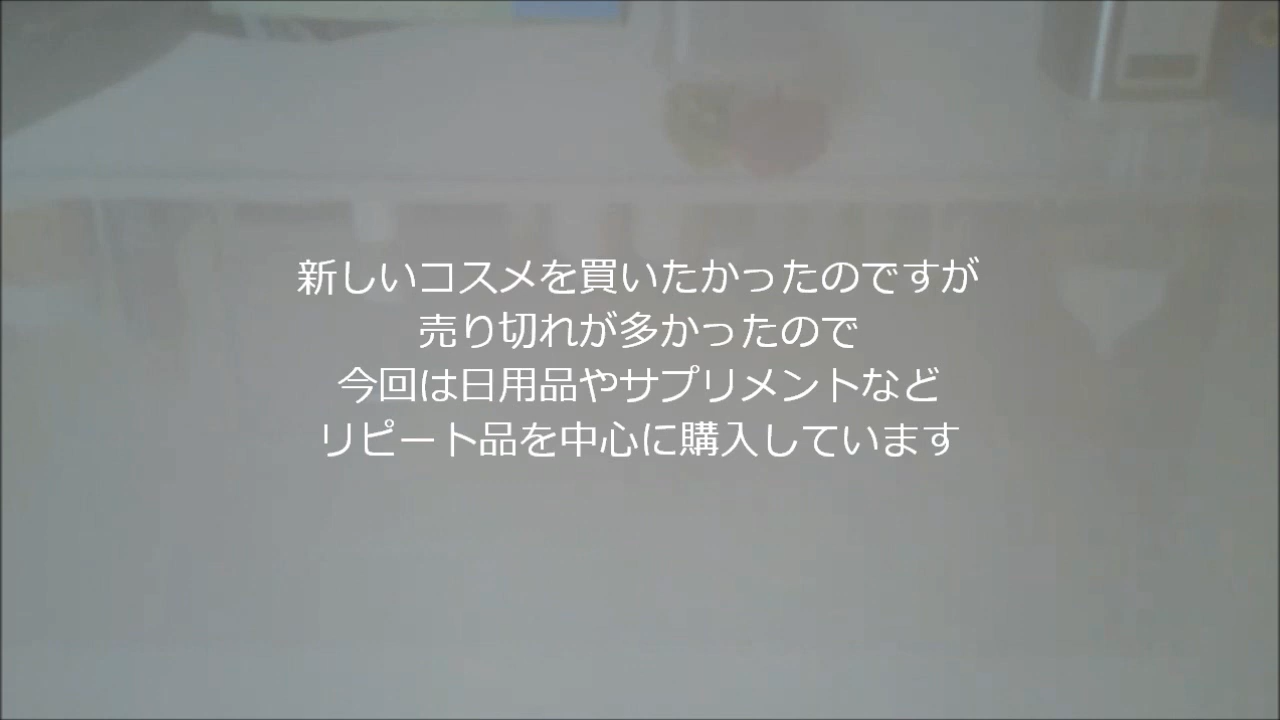 新しいコスメを買いたかったのですが
売り切れが多かったので
今回は日用品やサプリメントなど
リピート品を中心に購入しています